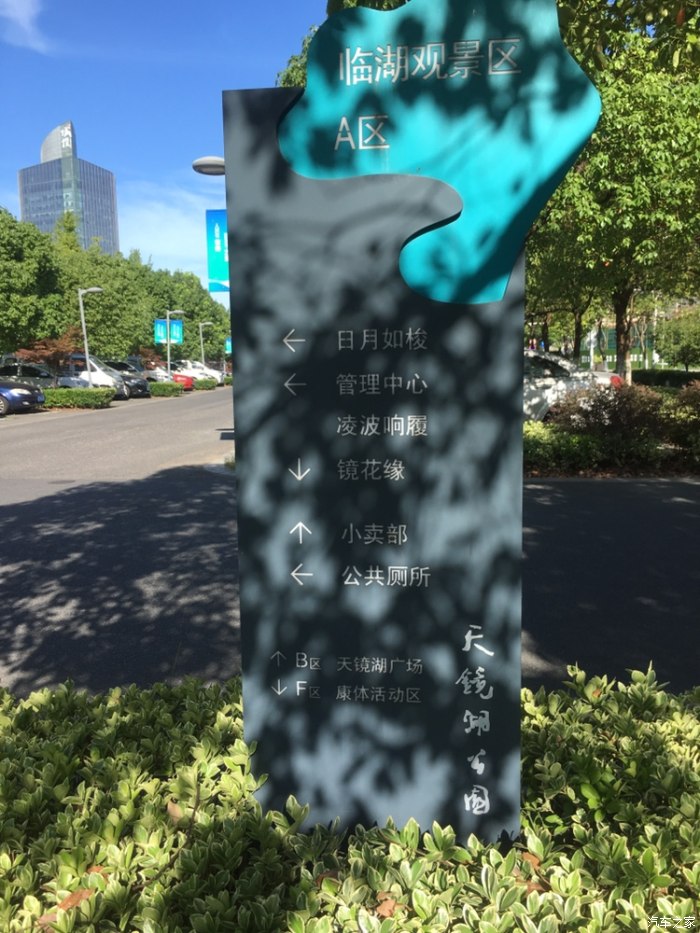 临湖观景区
A区
← 日月如梭
← 管理中心
凌波响履
↓ 镜花缘
↑ 小卖部
← 公共厕所
↑ B区 天镜湖广场
↓ F区 康体活动区
天鏡湖公園
汽车之家